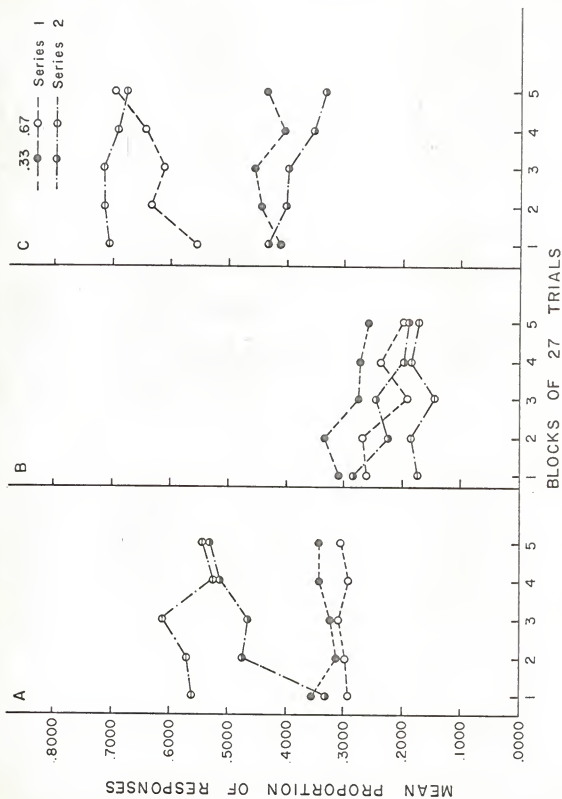 .33 .67
Series 1
Series 2
A
B
C
.8000
.7000
.6000
.5000
.4000
.3000
.2000
.1000
.0000
1 2 3 4 5
1 2 3 4 5
1 2 3 4 5
BLOCKS OF 27 TRIALS
MEAN PROPORTION OF RESPONSES